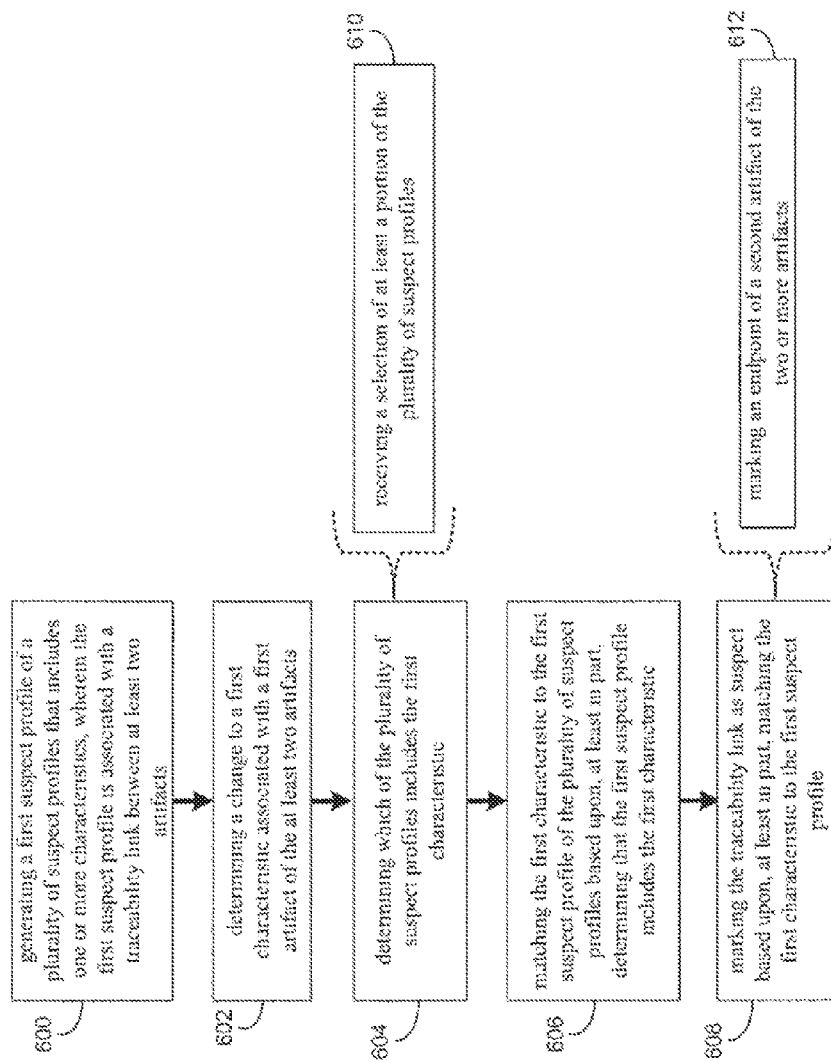 600
generating a first suspect profile of a
plurality of suspect profiles that includes
one or more characteristics, wherein the
first suspect profile is associated with a
traceability link between at least two
artifacts
602
determining a change to a first
characteristic associated with a first
artifact of the at least two artifacts
604
determining which of the plurality of
suspect profiles includes the first
characteristic
610
receiving a selection of at least a portion of the
plurality of suspect profiles
606
matching the first characteristic to the first
suspect profile of the plurality of suspect
profiles based upon, at least in part,
determining that the first suspect profile
includes the first characteristic
608
marking the traceability link as suspect
based upon, at least in part, matching the
first characteristic to the first suspect
profile
612
marking an endpoint of a second artifact of the
two or more artifacts